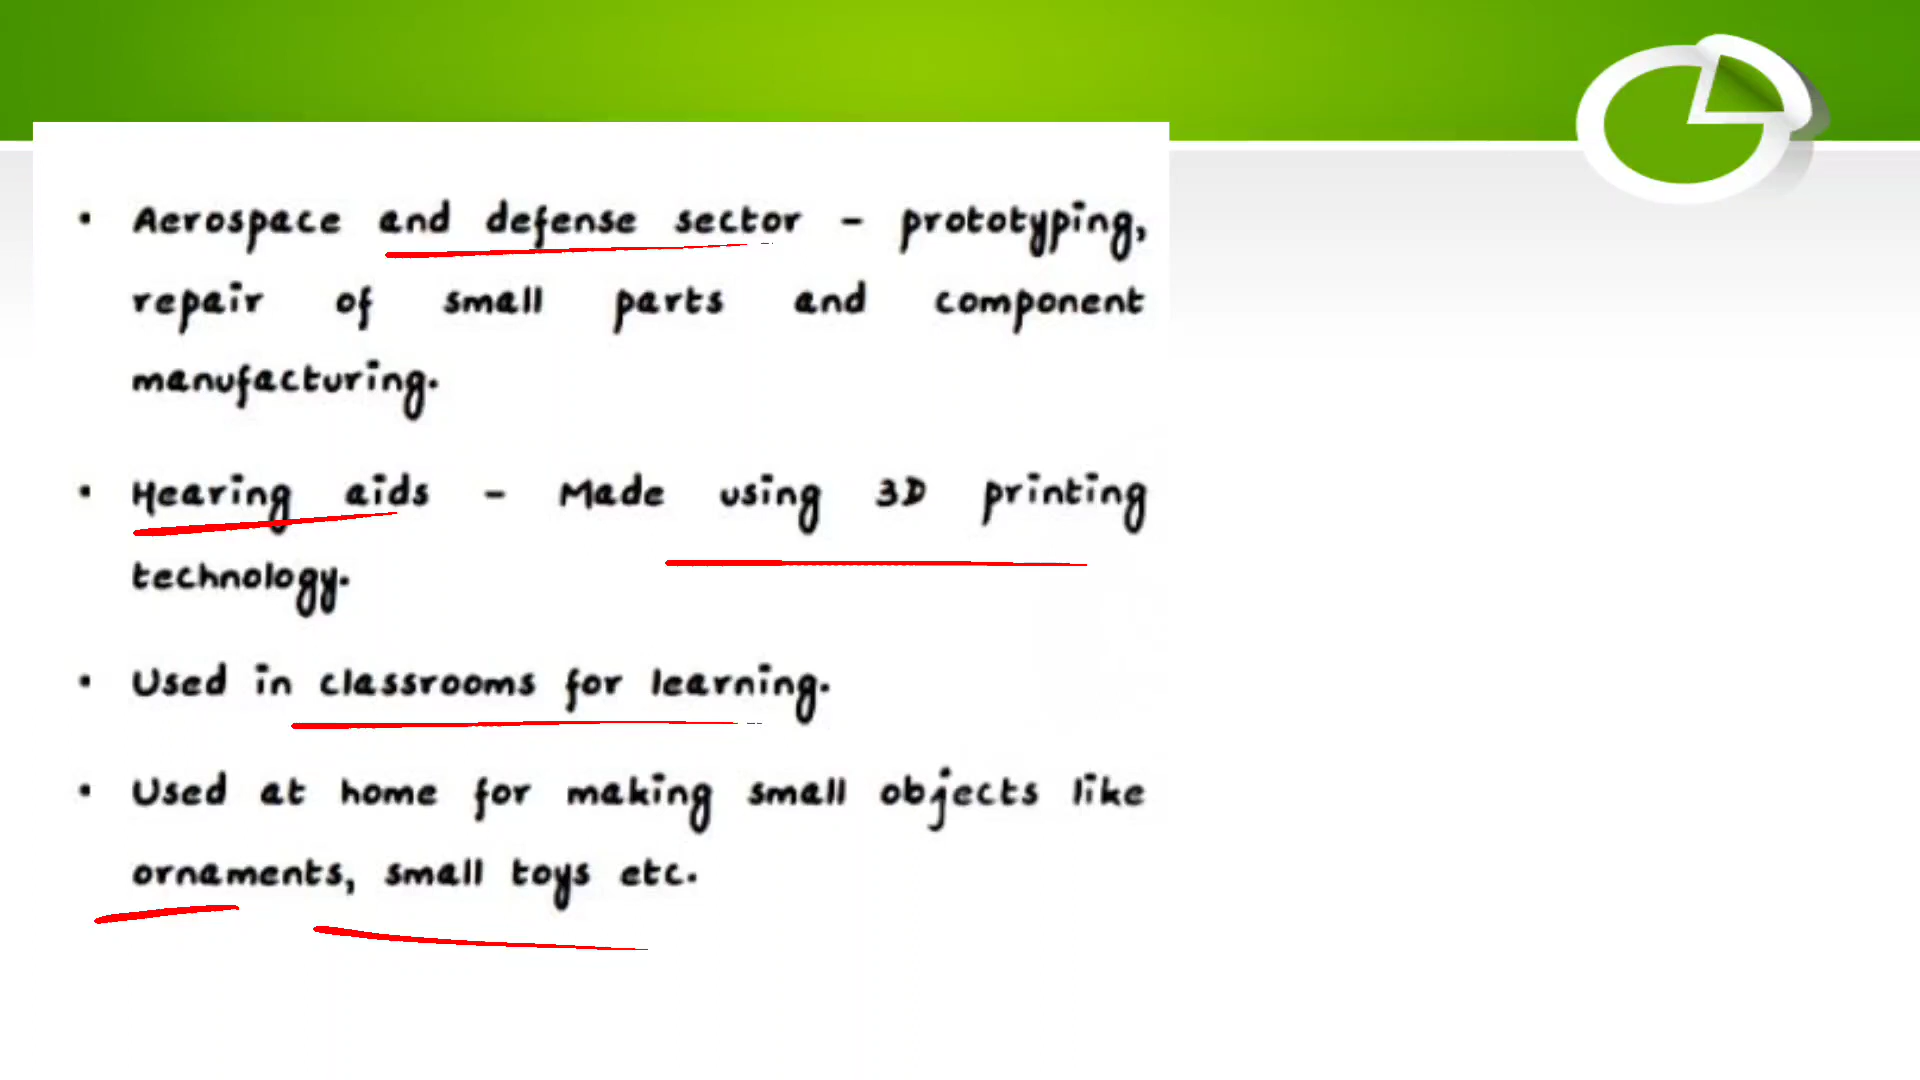 • Aerospace and defense sector - prototyping,
repair of small parts and component
manufacturing.
• Hearing aids - Made using 3D printing
technology.
• Used in classrooms for learning.
• Used at home for making small objects like
ornaments, small toys etc.